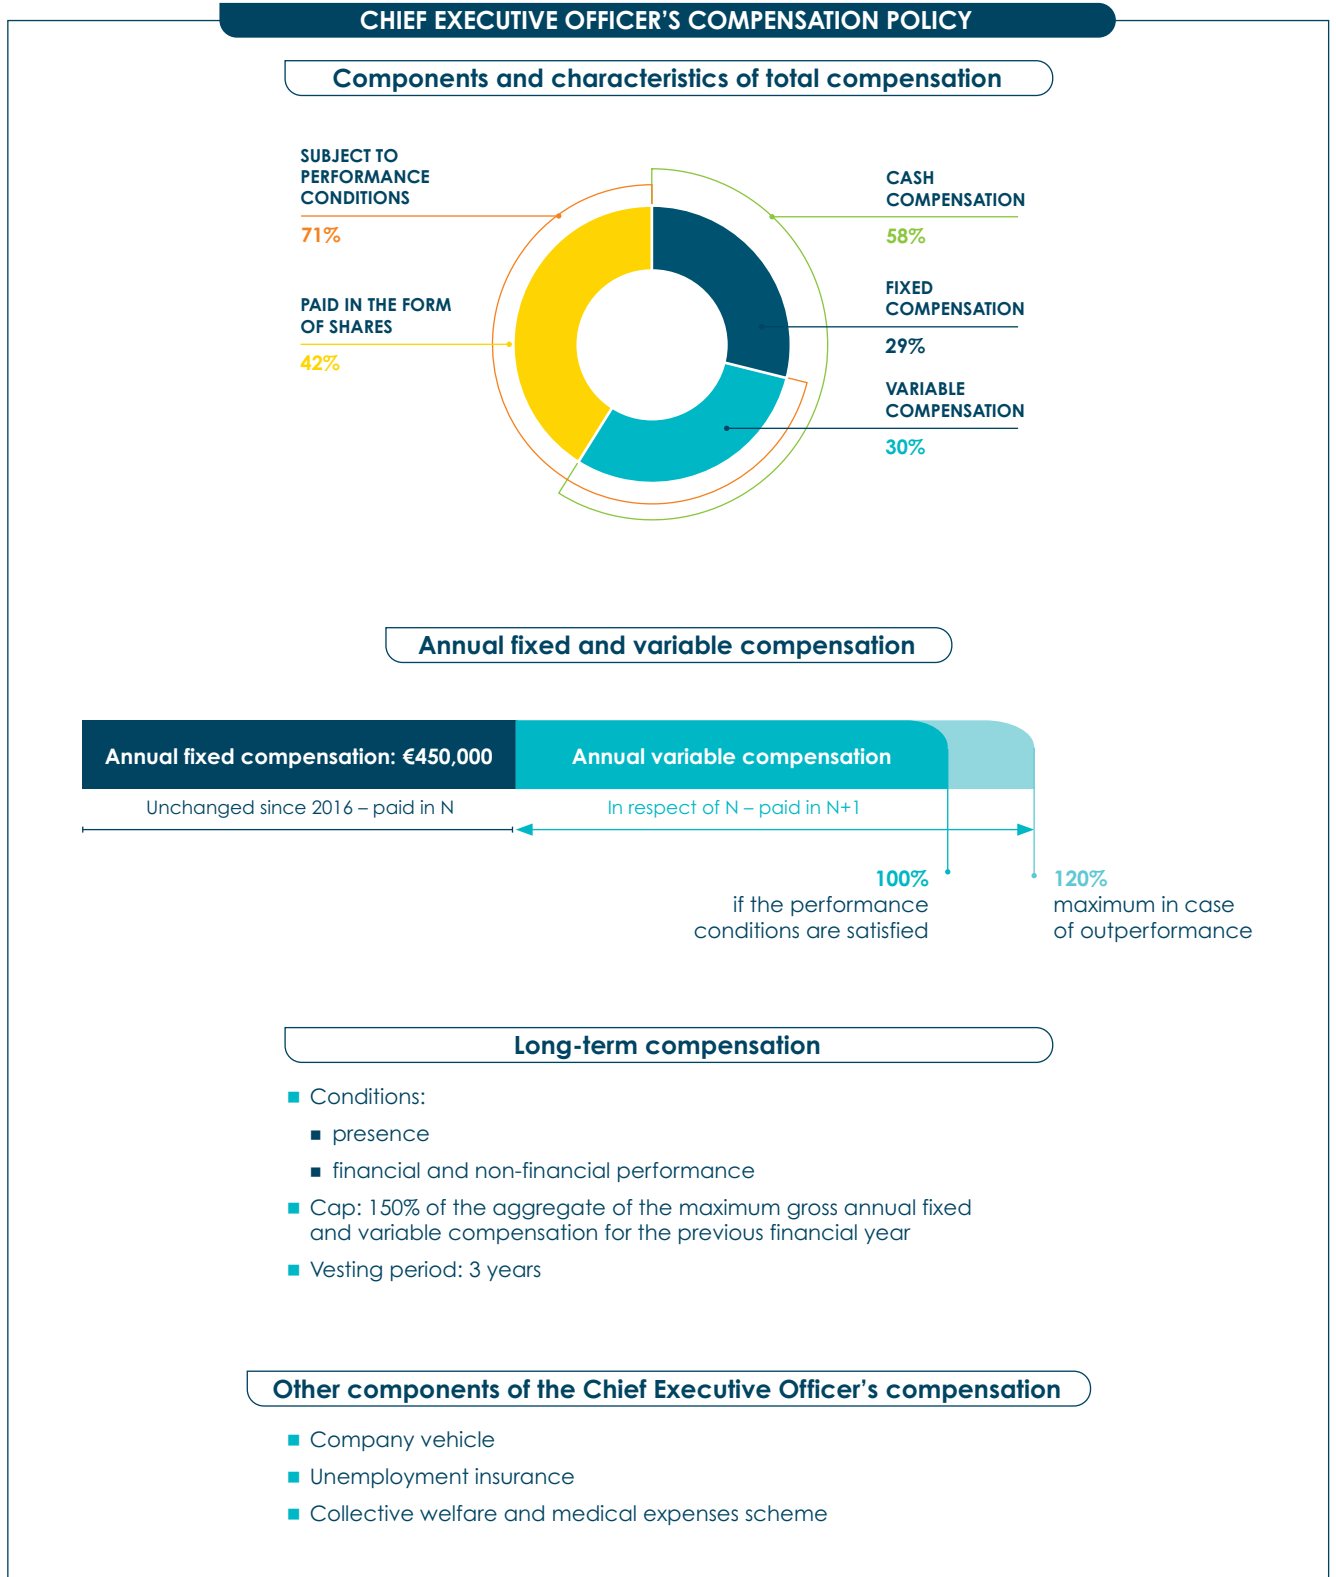 CHIEF EXECUTIVE OFFICER’S COMPENSATION POLICY
Components and characteristics of total compensation
SUBJECT TO
PERFORMANCE
CONDITIONS
71%
PAID IN THE FORM
OF SHARES
42%
CASH
COMPENSATION
58%
FIXED
COMPENSATION
29%
VARIABLE
COMPENSATION
30%
Annual fixed and variable compensation
Annual fixed compensation: €450,000
Annual variable compensation
Unchanged since 2016 – paid in N
In respect of N – paid in N+1
100%
if the performance
conditions are satisfied
120%
maximum in case
of outperformance
Long-term compensation
Conditions:
presence
financial and non-financial performance
Cap: 150% of the aggregate of the maximum gross annual fixed
and variable compensation for the previous financial year
Vesting period: 3 years
Other components of the Chief Executive Officer’s compensation
Company vehicle
Unemployment insurance
Collective welfare and medical expenses scheme